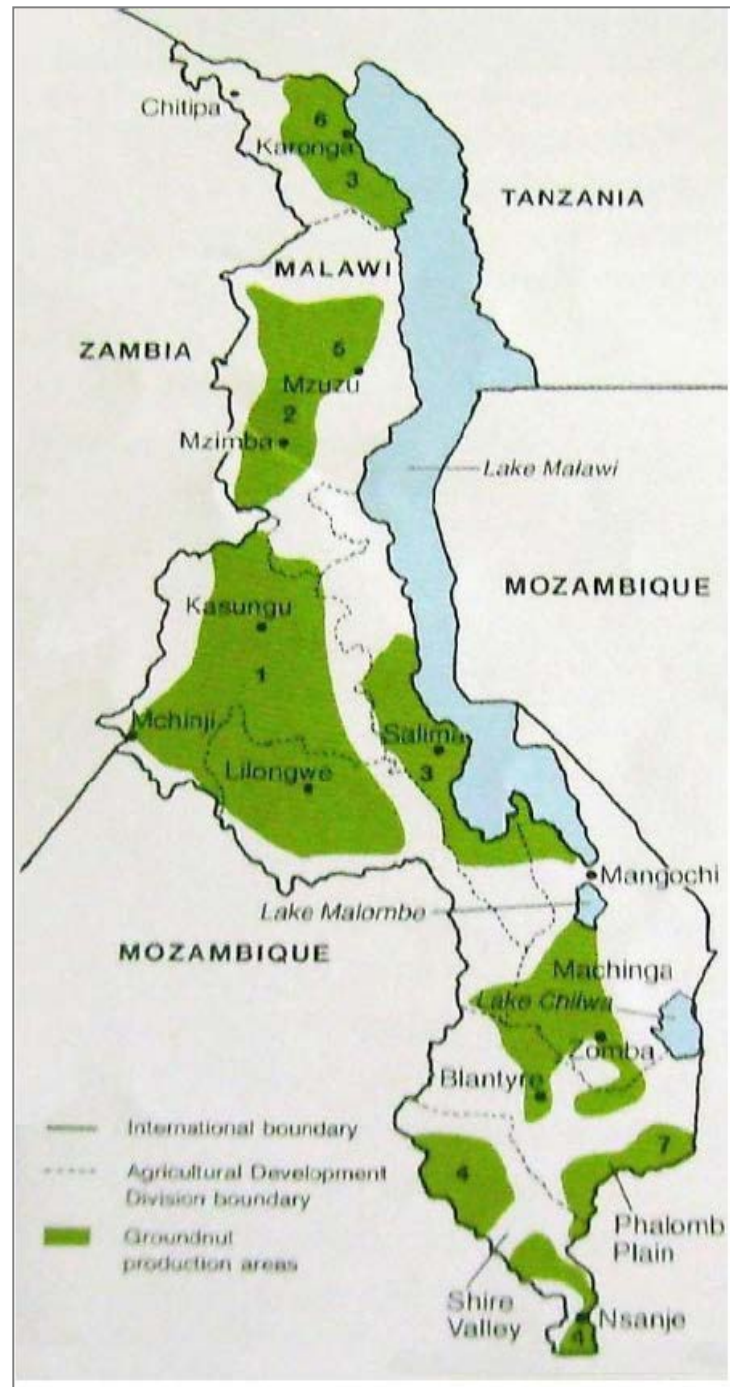 Chitipa
6
Karonga
3
TANZANIA
MALAWI
ZAMBIA
5
Mzuzu
2
Mzimba
Lake Malawi
MOZAMBIQUE
Kasungu
1
Mchinji
Salima
3
Lilongwe
Mangochi
Lake Malombe
MOZAMBIQUE
Machinga
Lake Chilwa
Zomba
Blantyre
International boundary
Agricultural Development
Division boundary
Groundnut
production areas
4
7
Phalomb
Plain
Shire
Valley
Nsanje
4